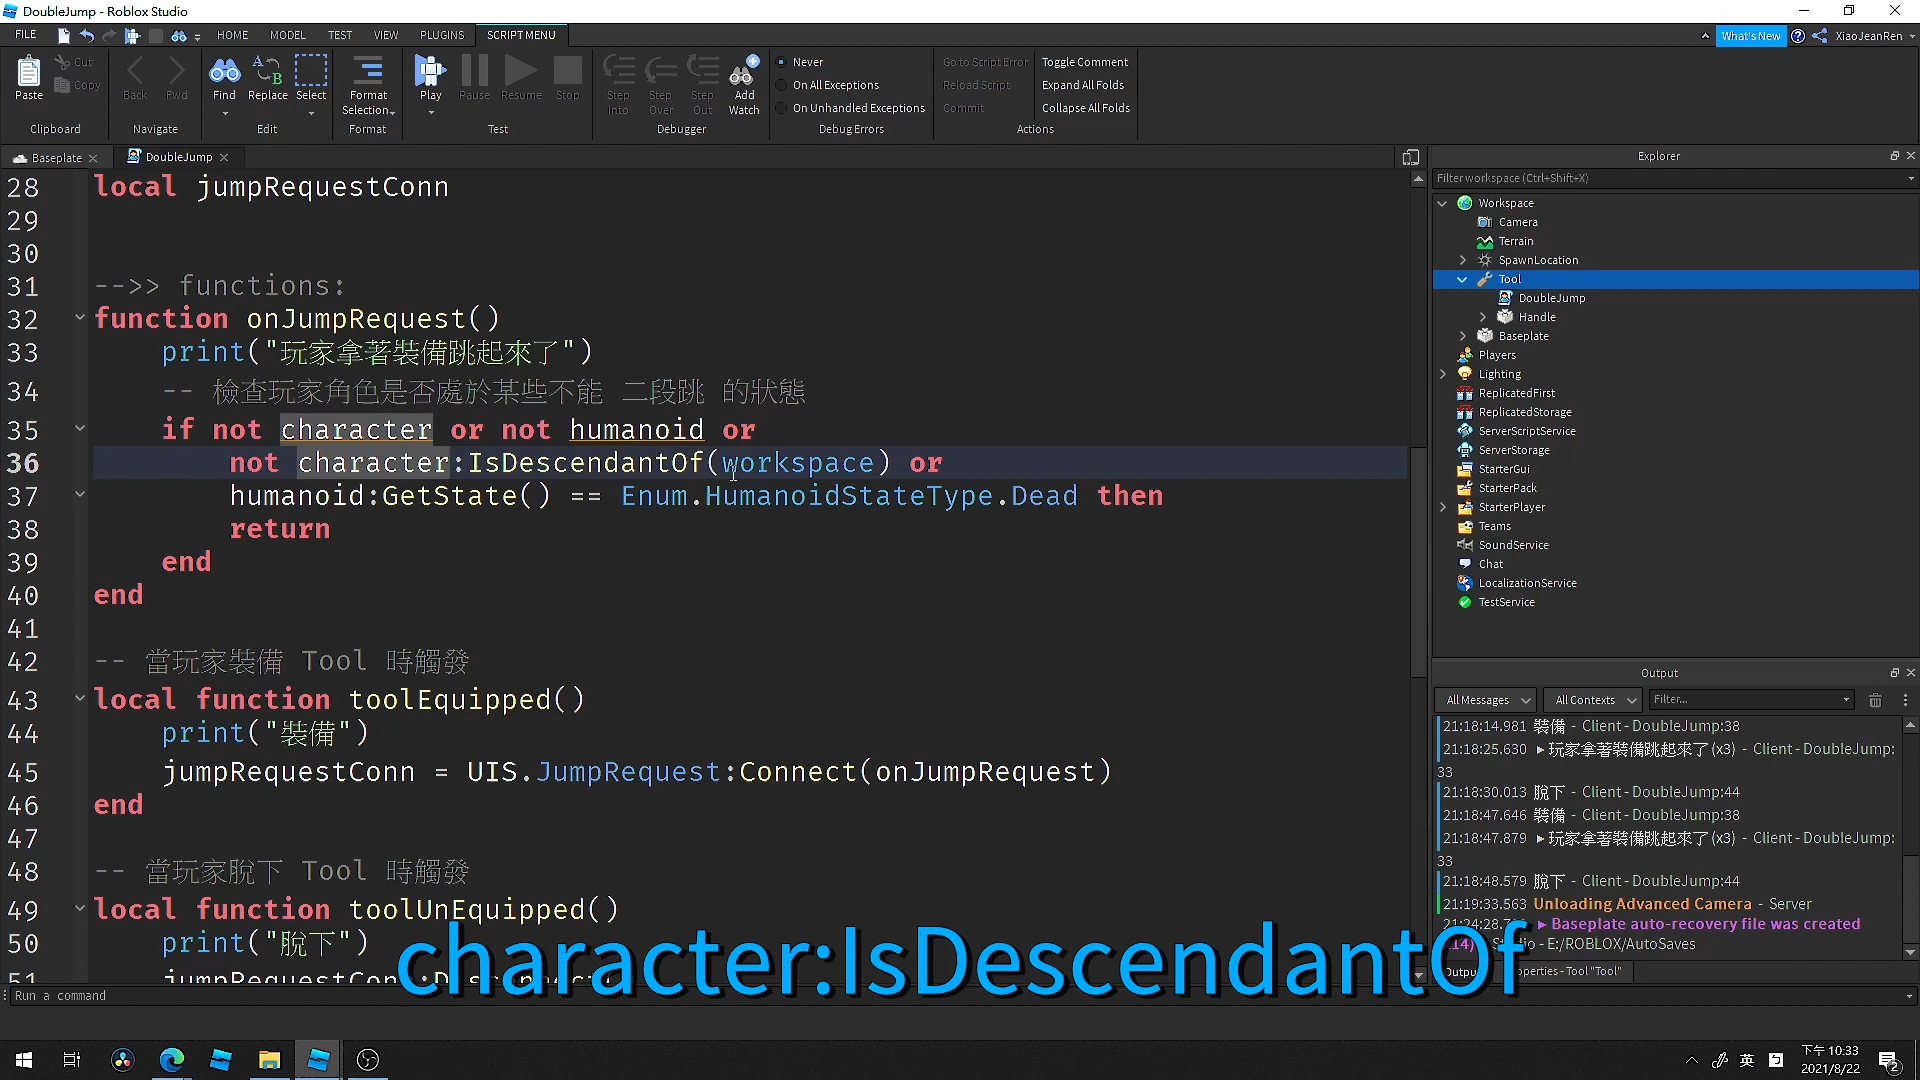 DoubleJump - Roblox Studio
FILE HOME MODEL TEST VIEW PLUGINS SCRIPT MENU What's New XiaoJeanRen
Paste Cut Copy Back Fwd Find Replace Select Format Selection Play Pause Resume Stop Step Into Step Over Step Out Add Watch
Never
On All Exceptions
On Unhandled Exceptions
Go to Script Error
Reload Script
Commit
Toggle Comment
Expand All Folds
Collapse All Folds
Clipboard Navigate Edit Format Test Debugger Debug Errors Actions
Baseplate DoubleJump
28 local jumpRequestConn
29
30
31 -->> functions:
32 function onJumpRequest()
33 print("玩家拿著裝備跳起來了")
34 -- 檢查玩家角色是否處於某些不能 二段跳 的狀態
35 if not character or not humanoid or
36 not character:IsDescendantOf(workspace) or
37 humanoid:GetState() == Enum.HumanoidStateType.Dead then
38 return
39 end
40 end
41
42 -- 當玩家裝備 Tool 時觸發
43 local function toolEquipped()
44 print("裝備")
45 jumpRequestConn = UIS.JumpRequest:Connect(onJumpRequest)
46 end
47
48 -- 當玩家脫下 Tool 時觸發
49 local function toolUnEquipped()
50 print("脫下")
character:IsDescendantOf
Run a command
Explorer
Filter workspace (Ctrl+Shift+X)
Workspace
Camera
Terrain
SpawnLocation
Tool
DoubleJump
Handle
Baseplate
Players
Lighting
ReplicatedFirst
ReplicatedStorage
ServerScriptService
ServerStorage
StarterGui
StarterPack
StarterPlayer
Teams
SoundService
Chat
LocalizationService
TestService
Output
All Messages All Contexts Filter...
21:18:14.981 裝備 - Client - DoubleJump:38
21:18:25.630 ▸玩家拿著裝備跳起來了 (x3) - Client - DoubleJump:
33
21:18:30.013 脫下 - Client - DoubleJump:44
21:18:47.646 裝備 - Client - DoubleJump:38
21:18:47.879 ▸玩家拿著裝備跳起來了 (x3) - Client - DoubleJump:
33
21:18:48.579 脫下 - Client - DoubleJump:44
21:19:33.563 Unloading Advanced Camera - Server
▸ Baseplate auto-recovery file was created
- E:/ROBLOX/AutoSaves
- Tool "Tool"
英
下午 10:33
2021/8/22
2